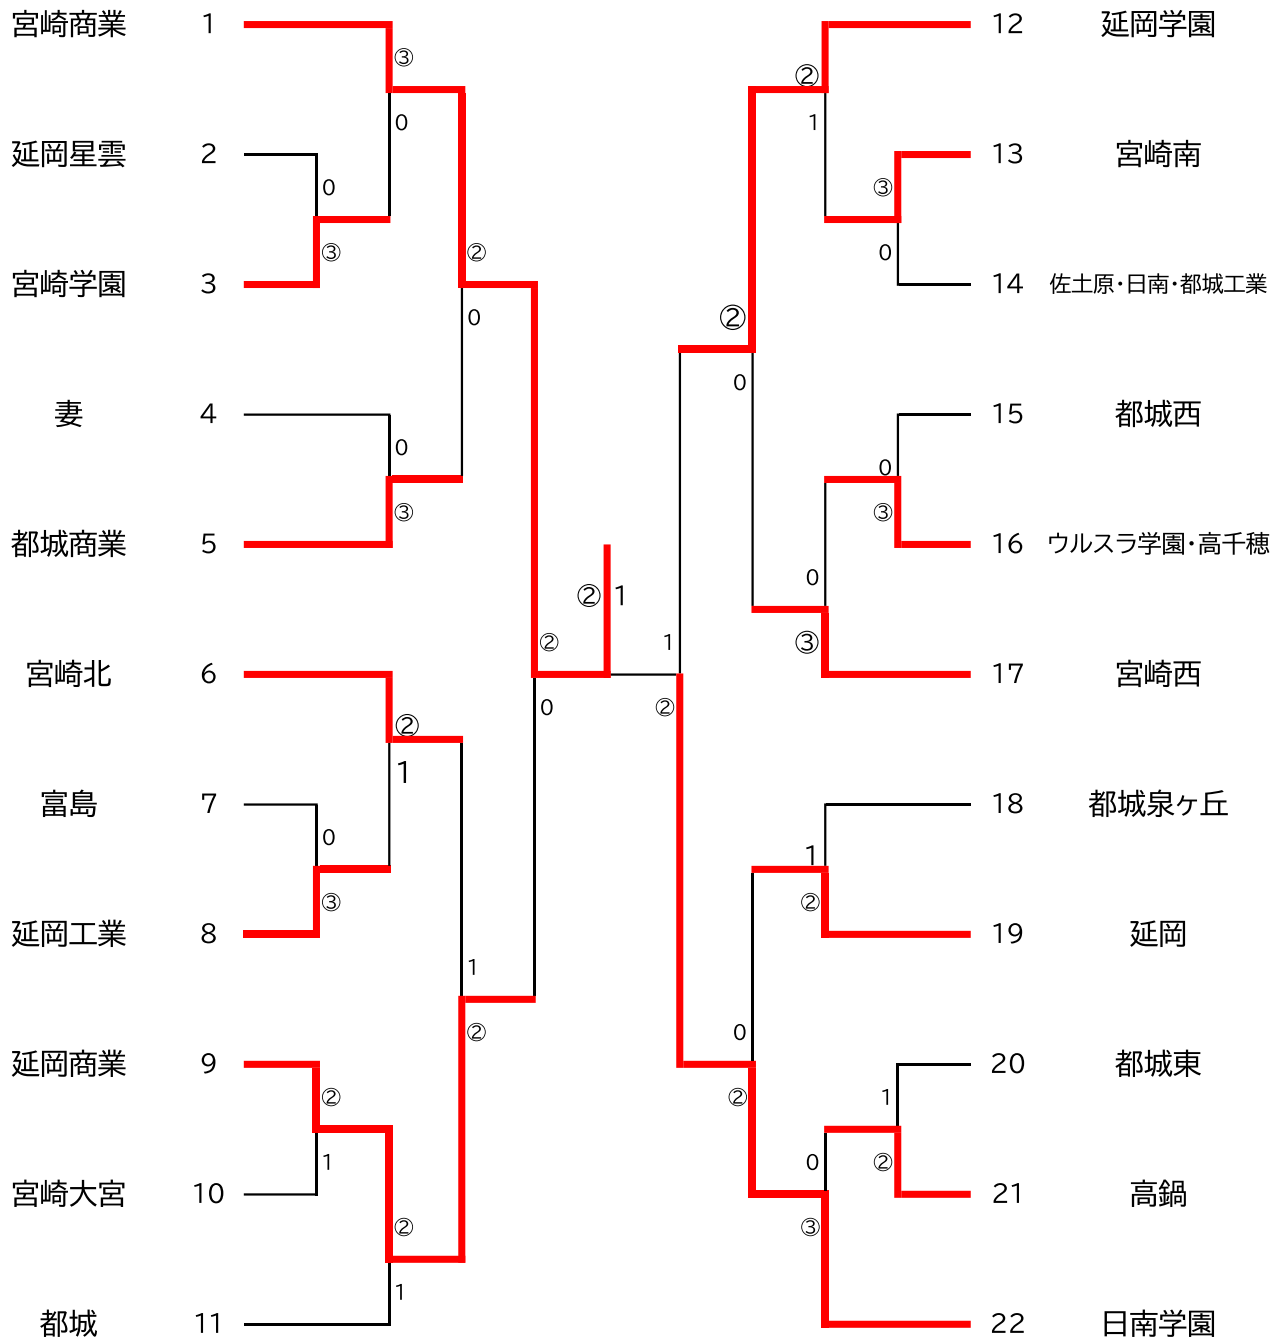 宮崎商業 1
③
0
延岡星雲 2
0
③
宮崎学園 3
②
0
妻 4
0
③
都城商業 5
② 1
②
0
宮崎北 6
②
1
富島 7
0
③
延岡工業 8
1
②
延岡商業 9
②
1
宮崎大宮 10
②
1
都城 11
12 延岡学園
②
1
13 宮崎南
③
0
14 佐土原・日南・都城工業
②
0
15 都城西
0
③
16 ウルスラ学園・高千穂
0
③
17 宮崎西
1
②
18 都城泉ヶ丘
1
②
19 延岡
0
②
20 都城東
1
②
21 高鍋
0
③
22 日南学園